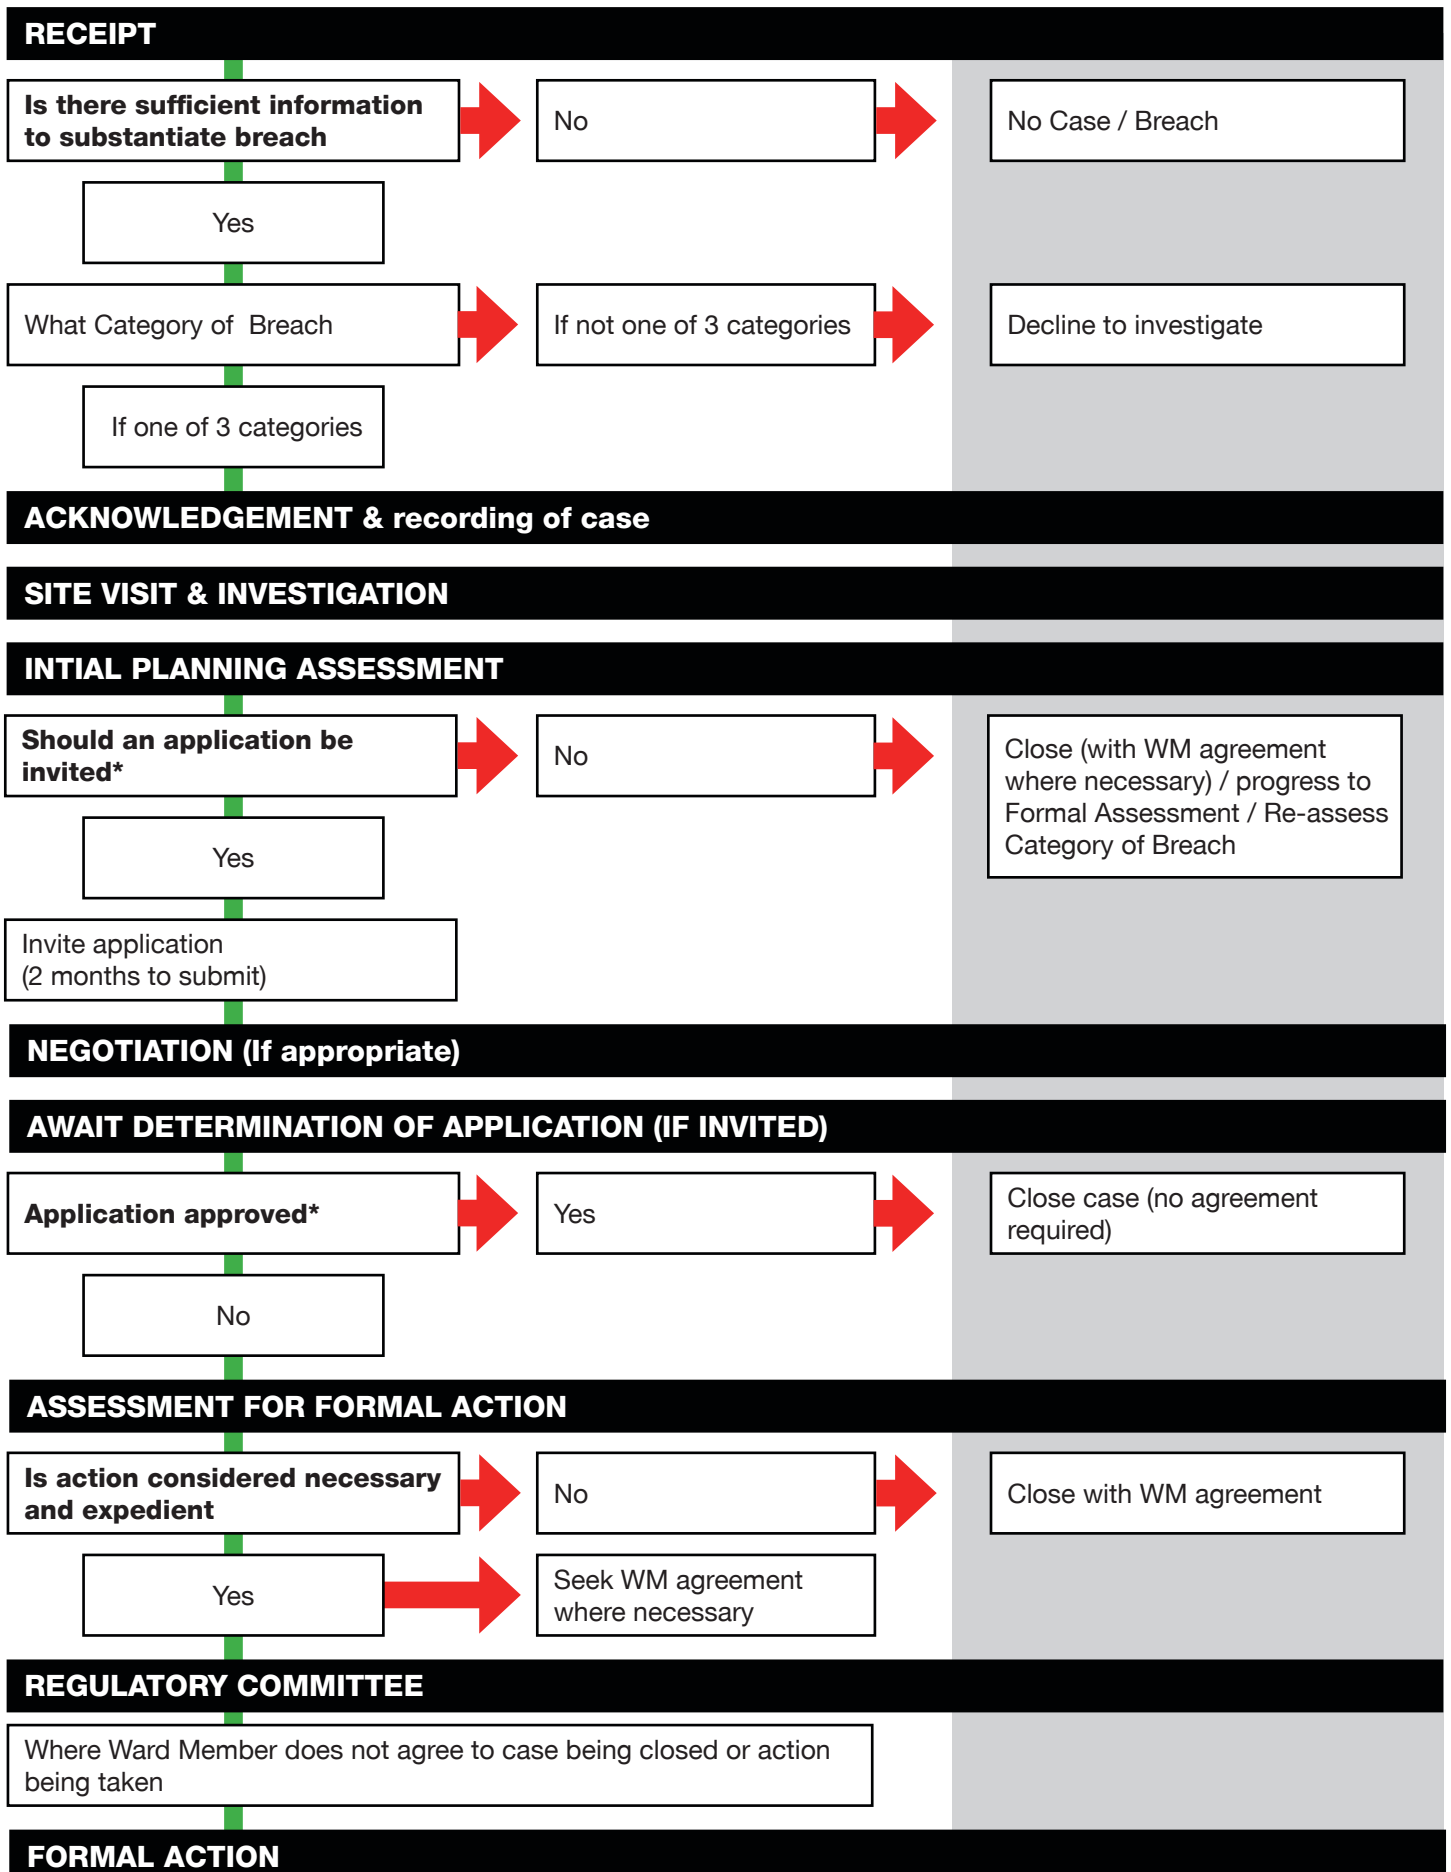 RECEIPT
Is there sufficient information
to substantiate breach
No
No Case / Breach
Yes
What Category of  Breach
If not one of 3 categories
Decline to investigate
If one of 3 categories
ACKNOWLEDGEMENT & recording of case
SITE VISIT & INVESTIGATION
INTIAL PLANNING ASSESSMENT
Should an application be
invited*
No
Close (with WM agreement
where necessary) / progress to
Formal Assessment / Re-assess
Category of Breach
Yes
Invite application
(2 months to submit)
NEGOTIATION (If appropriate)
AWAIT DETERMINATION OF APPLICATION (IF INVITED)
Application approved*
Yes
Close case (no agreement
required)
No
ASSESSMENT FOR FORMAL ACTION
Is action considered necessary
and expedient
No
Close with WM agreement
Yes
Seek WM agreement
where necessary
REGULATORY COMMITTEE
Where Ward Member does not agree to case being closed or action
being taken
FORMAL ACTION